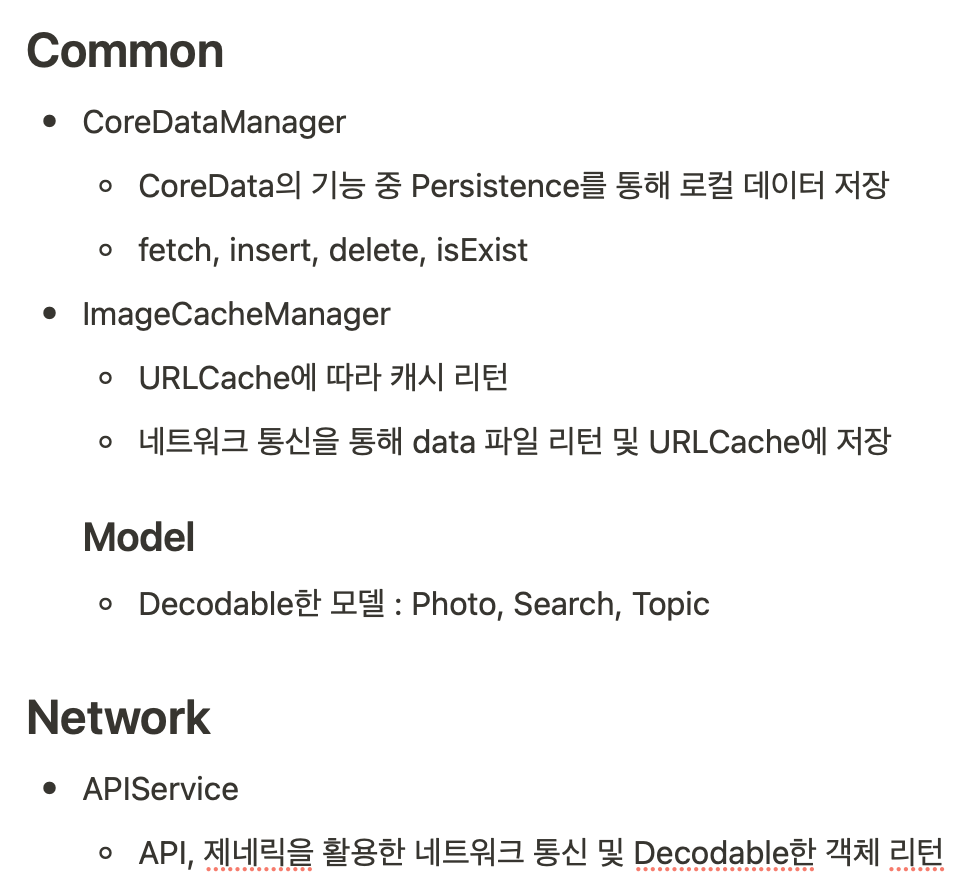 Common
CoreDataManager
CoreData의 기능 중 Persistence를 통해 로컬 데이터 저장
fetch, insert, delete, isExist
ImageCacheManager
URLCache에 따라 캐시 리턴
네트워크 통신을 통해 data 파일 리턴 및 URLCache에 저장
Model
Decodable한 모델 : Photo, Search, Topic
Network
APIService
API, 제네릭을 활용한 네트워크 통신 및 Decodable한 객체 리턴